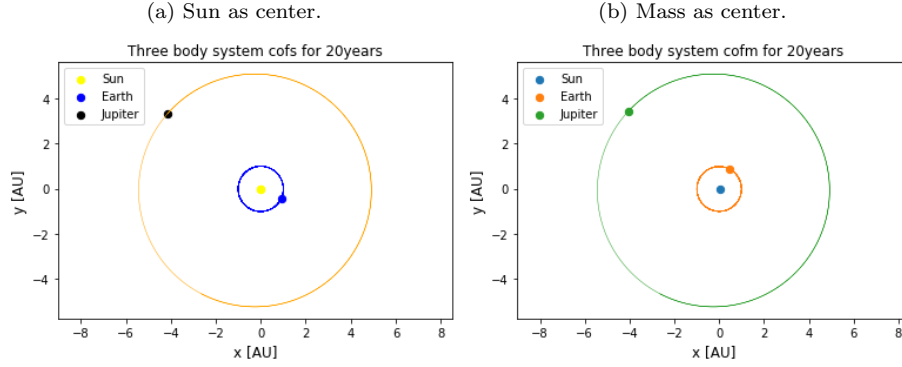 (a) Sun as center.
Three body system cofs for 20years
Sun
Earth
Jupiter
4
2
0
−2
−4
y [AU]
−8 −6 −4 −2 0 2 4 6 8
x [AU]
(b) Mass as center.
Three body system cofm for 20years
Sun
Earth
Jupiter
4
2
0
−2
−4
y [AU]
−8 −6 −4 −2 0 2 4 6 8
x [AU]